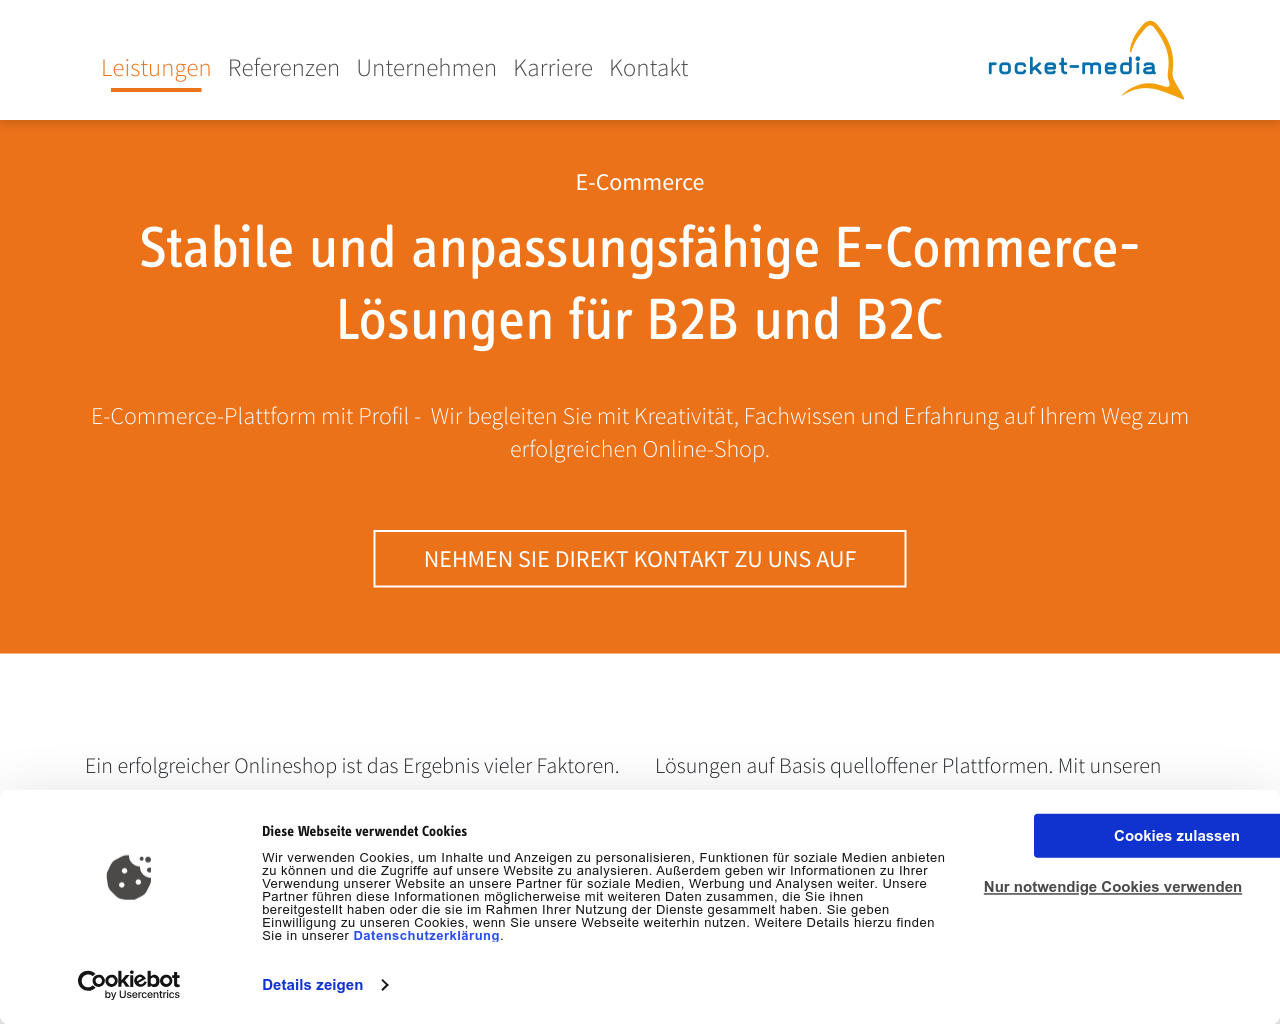 Leistungen Referenzen Unternehmen Karriere Kontakt
rocket-media
E-Commerce
Stabile und anpassungsfähige E-Commerce-
Lösungen für B2B und B2C
E-Commerce-Plattform mit Profil - Wir begleiten Sie mit Kreativität, Fachwissen und Erfahrung auf Ihrem Weg zum
erfolgreichen Online-Shop.
NEHMEN SIE DIREKT KONTAKT ZU UNS AUF
Ein erfolgreicher Onlineshop ist das Ergebnis vieler Faktoren.
Lösungen auf Basis quelloffener Plattformen. Mit unseren
Diese Webseite verwendet Cookies
Wir verwenden Cookies, um Inhalte und Anzeigen zu personalisieren, Funktionen für soziale Medien anbieten
zu können und die Zugriffe auf unsere Website zu analysieren. Außerdem geben wir Informationen zu Ihrer
Verwendung unserer Website an unsere Partner für soziale Medien, Werbung und Analysen weiter. Unsere
Partner führen diese Informationen möglicherweise mit weiteren Daten zusammen, die Sie ihnen
bereitgestellt haben oder die sie im Rahmen Ihrer Nutzung der Dienste gesammelt haben. Sie geben
Einwilligung zu unseren Cookies, wenn Sie unsere Webseite weiterhin nutzen. Weitere Details hierzu finden
Sie in unserer Datenschutzerklärung.
Cookies zulassen
Nur notwendige Cookies verwenden
Cookiebot
by Usercentrics
Details zeigen